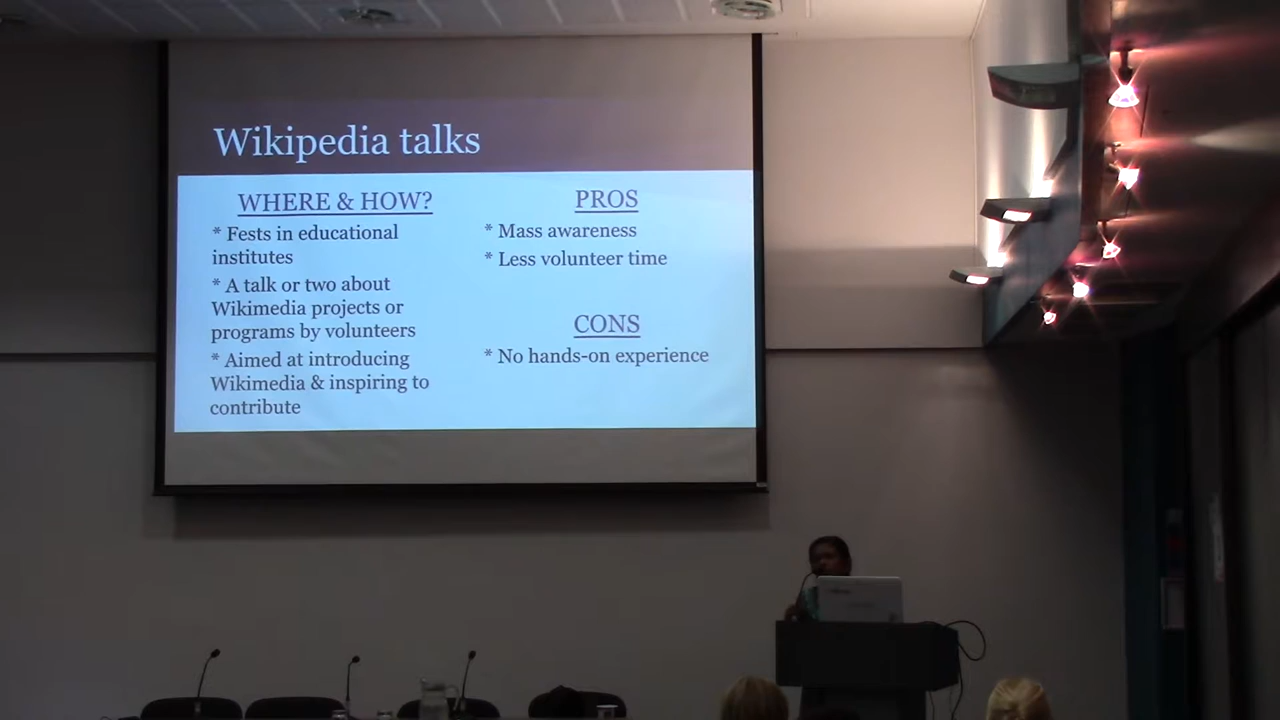 Wikipedia talks
WHERE & HOW?
* Fests in educational
institutes
* A talk or two about
Wikimedia projects or
programs by volunteers
* Aimed at introducing
Wikimedia & inspiring to
contribute
PROS
* Mass awareness
* Less volunteer time
CONS
* No hands-on experience